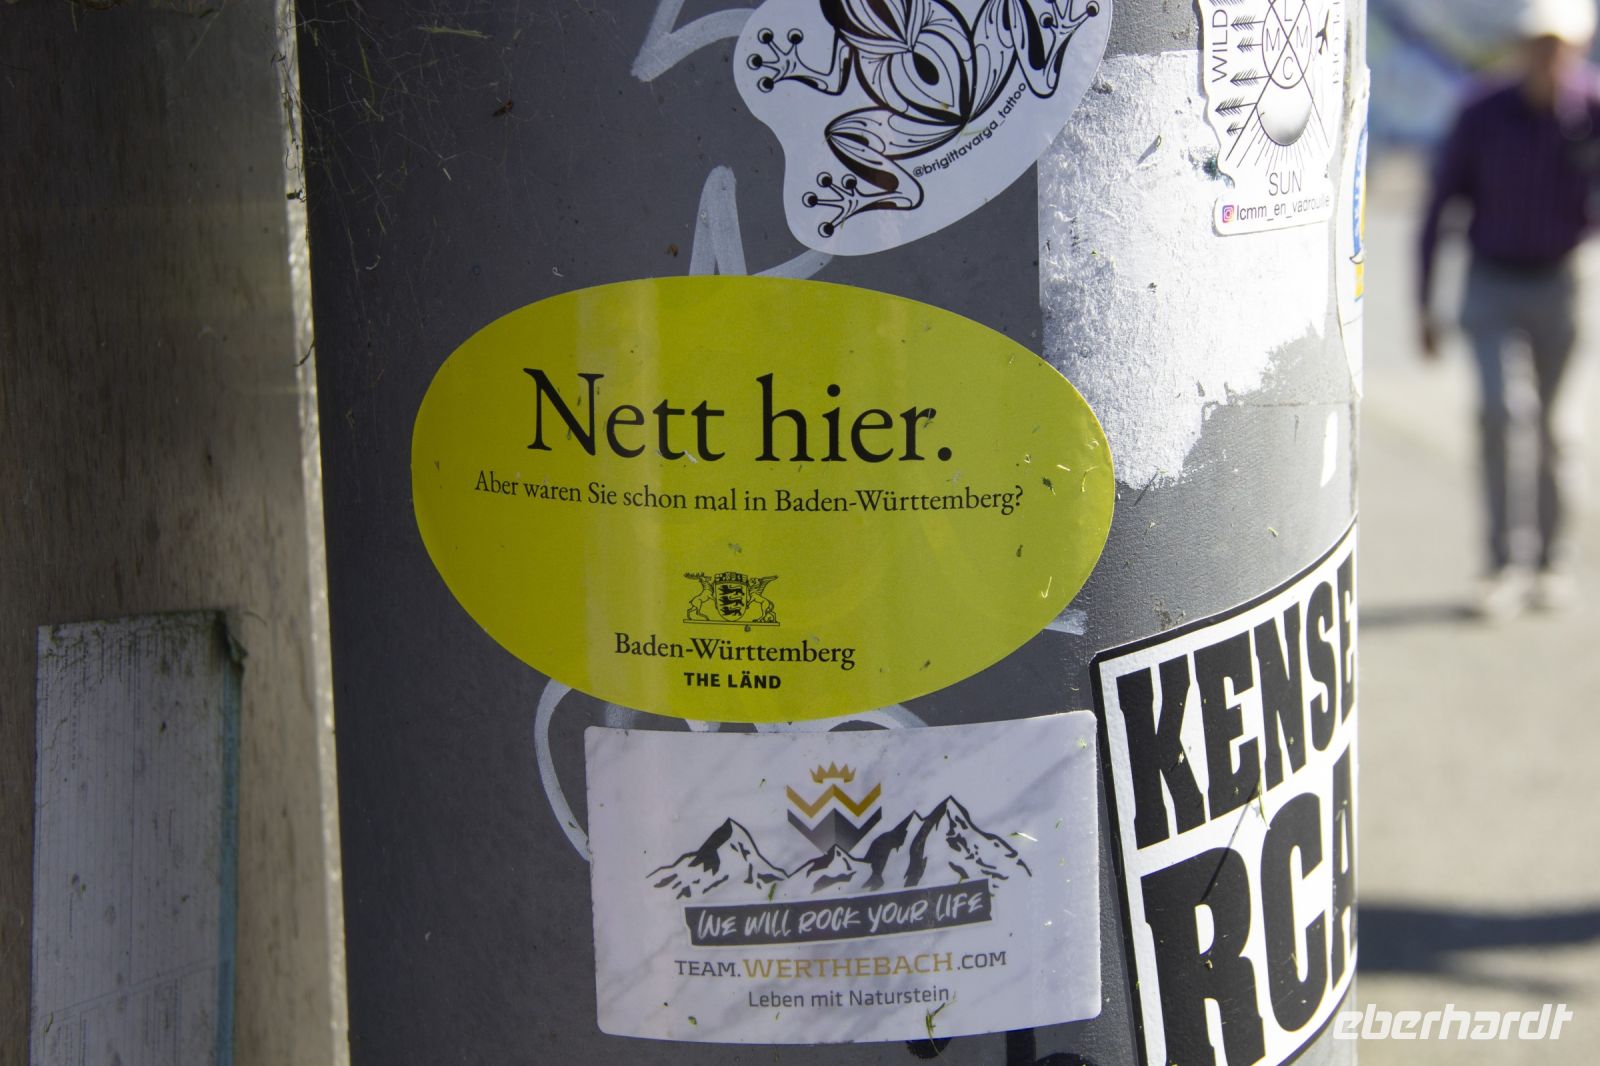 @brigittavarga_tattoo
WILD
L
M M
C
SUN
lcmm_en_vadrouille
Nett hier.
Aber waren Sie schon mal in Baden-Württemberg?
Baden-Württemberg
THE LÄND
WE WILL ROCK YOUR LIFE
TEAM.WERTHEBACH.COM
Leben mit Naturstein
KENSE
RCA
eberhardt